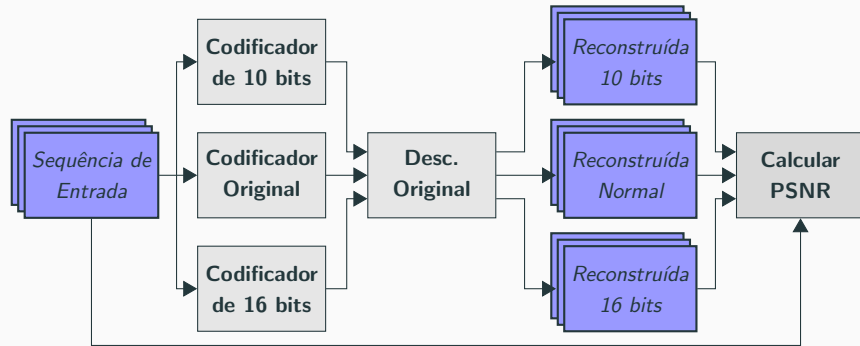 Sequência de
Entrada
Codificador
de 10 bits
Codificador
Original
Codificador
de 16 bits
Desc.
Original
Reconstruída
10 bits
Reconstruída
Normal
Reconstruída
16 bits
Calcular
PSNR